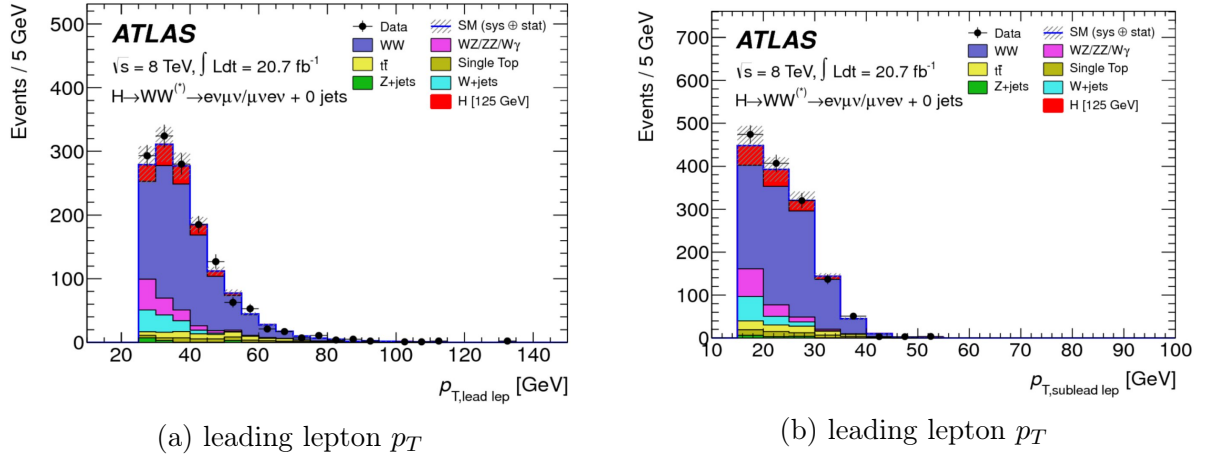 Events / 5 GeV
500
400
300
200
100
0
ATLAS
√s = 8 TeV, ∫ Ldt = 20.7 fb⁻¹
H→WW(*)→eνμν/μνeν + 0 jets
Data
SM (sys ⊕ stat)
WW
WZ/ZZ/Wγ
tt̄
Single Top
Z+jets
W+jets
H [125 GeV]
20 40 60 80 100 120 140
pT,lead lep [GeV]
(a) leading lepton pT
Events / 5 GeV
700
600
500
400
300
200
100
0
ATLAS
√s = 8 TeV, ∫ Ldt = 20.7 fb⁻¹
H→WW(*)→eνμν/μνeν + 0 jets
Data
SM (sys ⊕ stat)
WW
WZ/ZZ/Wγ
tt̄
Single Top
Z+jets
W+jets
H [125 GeV]
10 20 30 40 50 60 70 80 90 100
pT,sublead lep [GeV]
(b) leading lepton pT